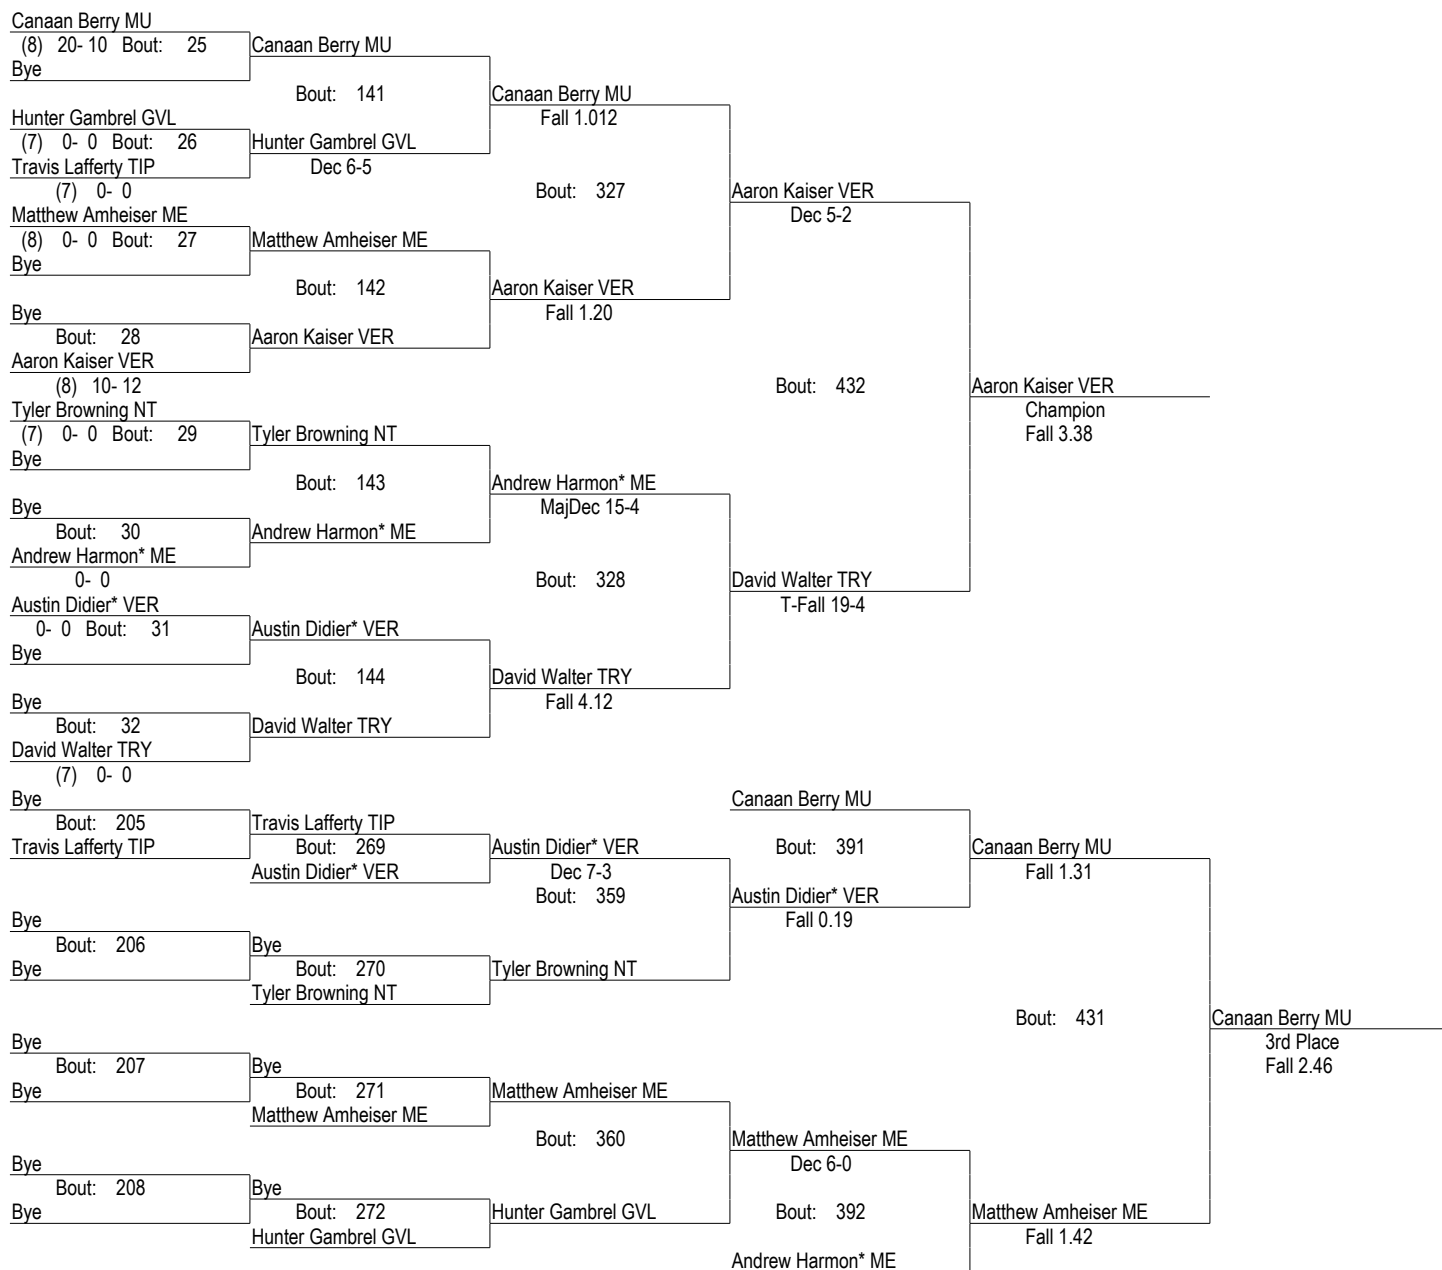 Canaan Berry MU
(8) 20- 10 Bout: 25 Canaan Berry MU
Bye
Bout: 141 Canaan Berry MU
Hunter Gambrel GVL Fall 1.012
(7) 0- 0 Bout: 26 Hunter Gambrel GVL
Travis Lafferty TIP Dec 6-5
(7) 0- 0 Bout: 327 Aaron Kaiser VER
Matthew Amheiser ME Dec 5-2
(8) 0- 0 Bout: 27 Matthew Amheiser ME
Bye
Bout: 142 Aaron Kaiser VER
Bye Fall 1.20
Bout: 28 Aaron Kaiser VER
Aaron Kaiser VER
(8) 10- 12 Bout: 432 Aaron Kaiser VER
Tyler Browning NT Champion
(7) 0- 0 Bout: 29 Tyler Browning NT Fall 3.38
Bye
Bout: 143 Andrew Harmon* ME
Bye MajDec 15-4
Bout: 30 Andrew Harmon* ME
Andrew Harmon* ME
0- 0 Bout: 328 David Walter TRY
Austin Didier* VER T-Fall 19-4
0- 0 Bout: 31 Austin Didier* VER
Bye
Bout: 144 David Walter TRY
Bye Fall 4.12
Bout: 32 David Walter TRY
David Walter TRY
(7) 0- 0
Bye Canaan Berry MU
Bout: 205 Travis Lafferty TIP
Travis Lafferty TIP Bout: 269 Austin Didier* VER Bout: 391 Canaan Berry MU
Austin Didier* VER Dec 7-3 Fall 1.31
Bout: 359 Austin Didier* VER
Bye Fall 0.19
Bout: 206 Bye
Bye Bout: 270 Tyler Browning NT
Tyler Browning NT
Bout: 431 Canaan Berry MU
Bye 3rd Place
Bout: 207 Bye Fall 2.46
Bye Bout: 271 Matthew Amheiser ME
Matthew Amheiser ME
Bout: 360 Matthew Amheiser ME
Bye Dec 6-0
Bout: 208 Bye
Bye Bout: 272 Hunter Gambrel GVL Bout: 392 Matthew Amheiser ME
Hunter Gambrel GVL Fall 1.42
Andrew Harmon* ME